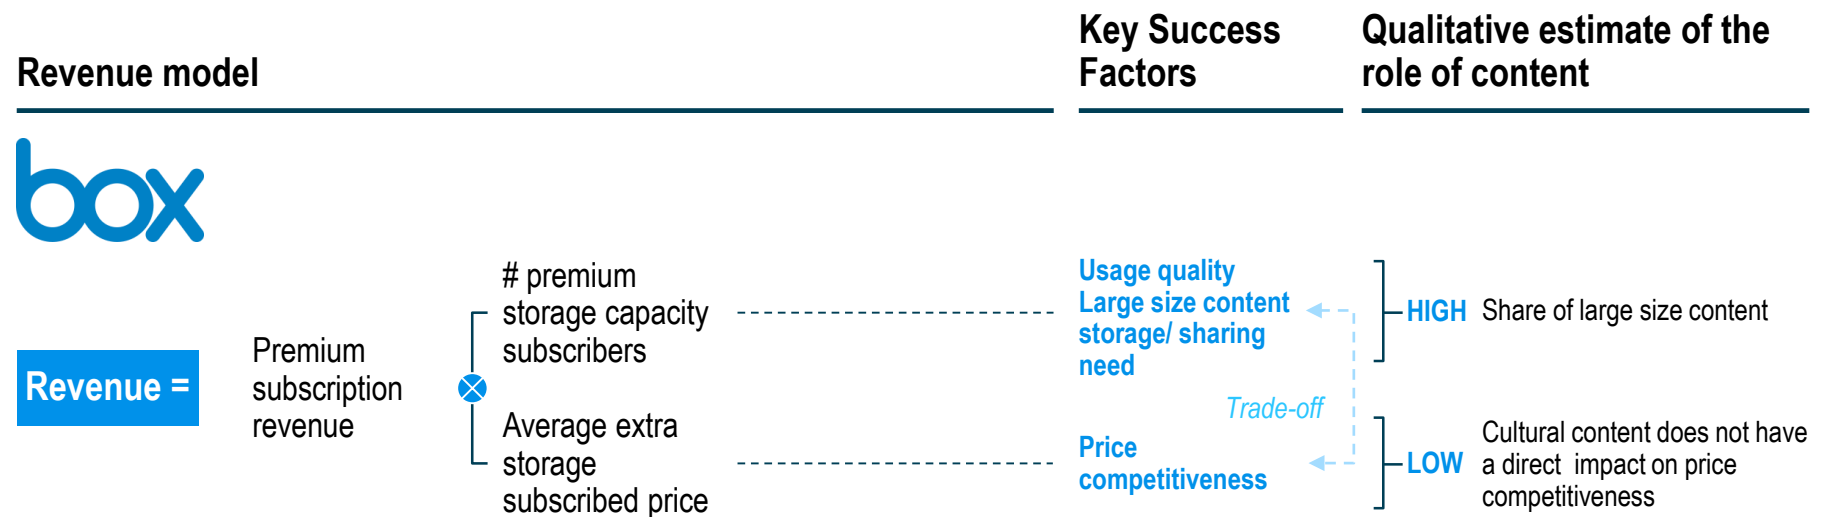 Revenue model
Key Success
Factors
Qualitative estimate of the
role of content
box
Revenue =
Premium
subscription
revenue
# premium
storage capacity
subscribers
Average extra
storage
subscribed price
Usage quality
Large size content
storage/ sharing
need
Trade-off
Price
competitiveness
HIGH
Share of large size content
LOW
Cultural content does not have
a direct impact on price
competitiveness